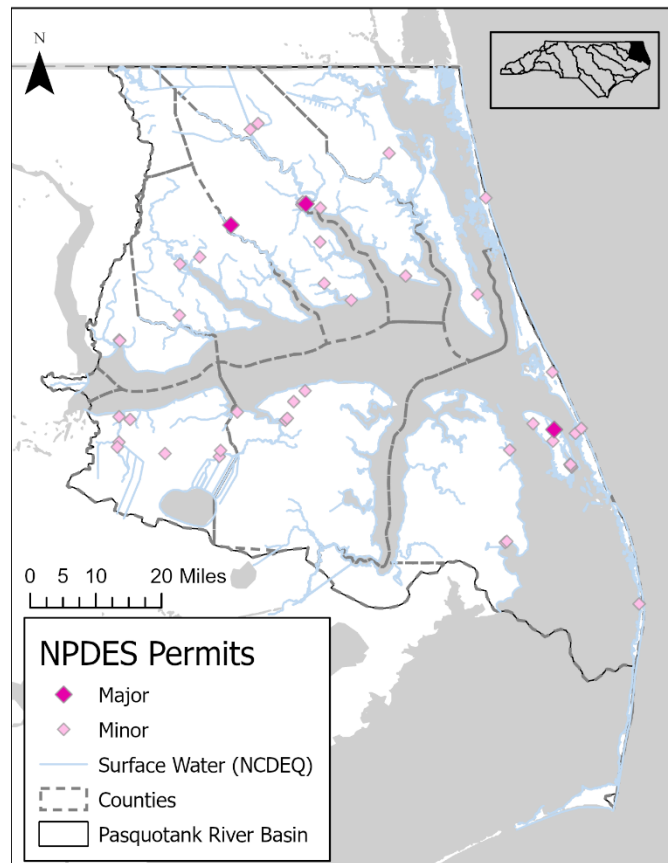 N
0 5 10 20 Miles
NPDES Permits
Major
Minor
Surface Water (NCDEQ)
Counties
Pasquotank River Basin